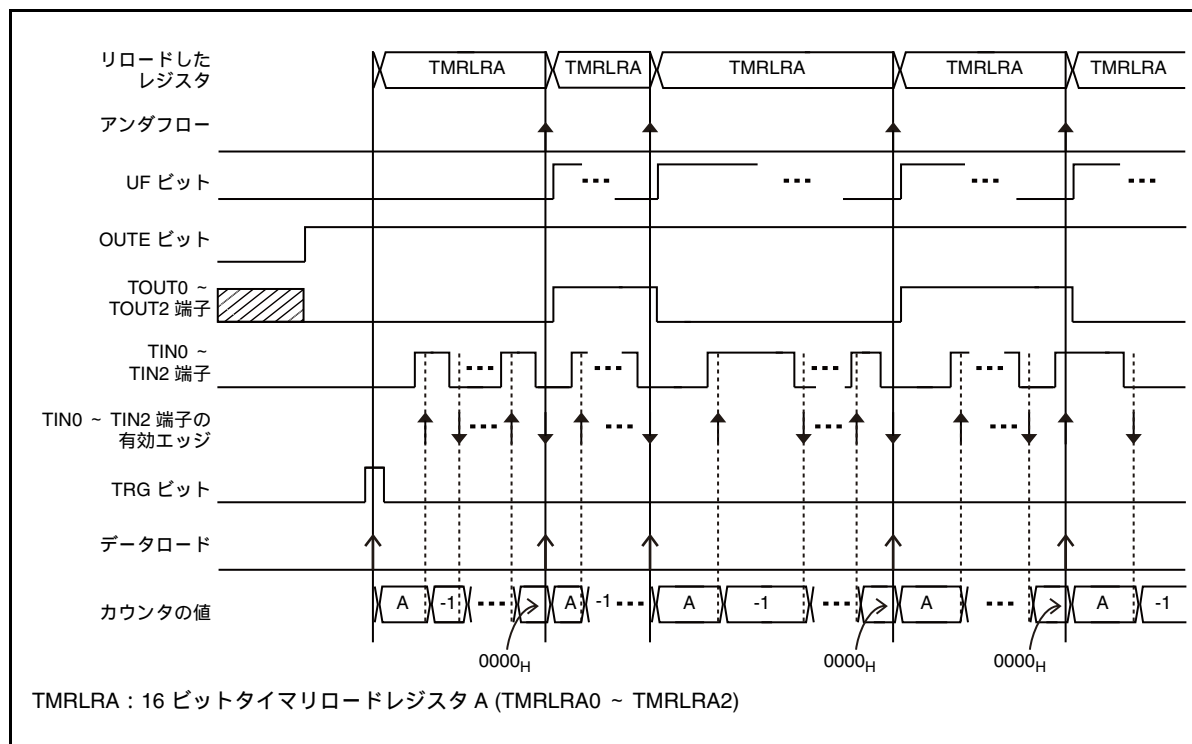 リロードした
レジスタ
TMRLRA TMRLRA TMRLRA TMRLRA TMRLRA
アンダフロー
UF ビット
OUTE ビット
TOUT0 ~
TOUT2 端子
TIN0 ~
TIN2 端子
TIN0 ~ TIN2 端子の
有効エッジ
TRG ビット
データロード
カウンタの値
A -1 A -1 A -1 A A -1
0000H 0000H 0000H
TMRLRA : 16 ビットタイマリロードレジスタ A (TMRLRA0 ~ TMRLRA2)